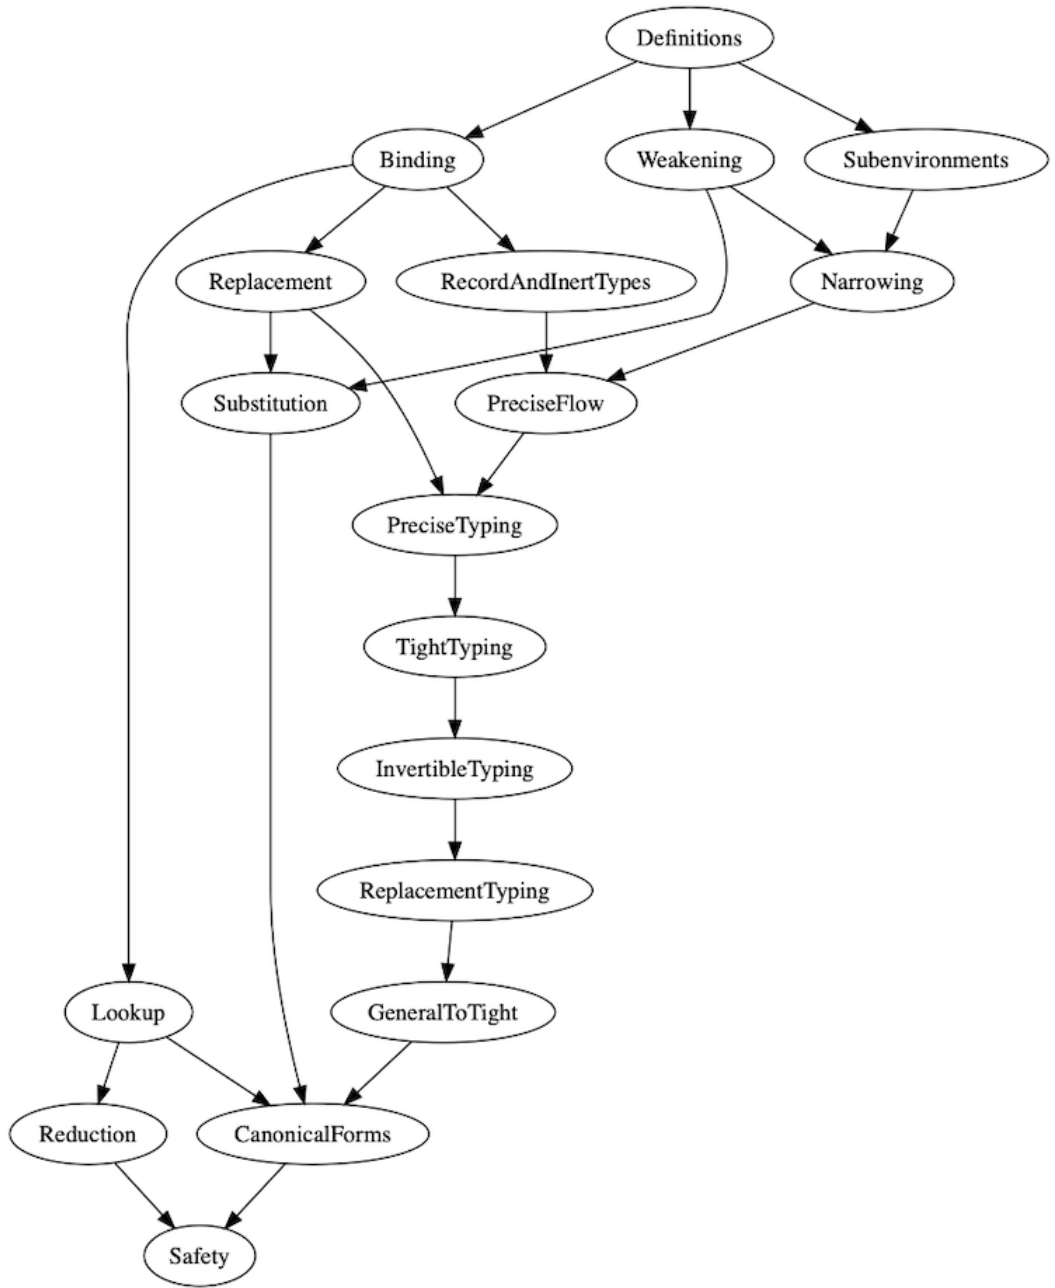 Definitions
Binding
Weakening
Subenvironments
Replacement
RecordAndInertTypes
Narrowing
Substitution
PreciseFlow
PreciseTyping
TightTyping
InvertibleTyping
ReplacementTyping
Lookup
GeneralToTight
Reduction
CanonicalForms
Safety